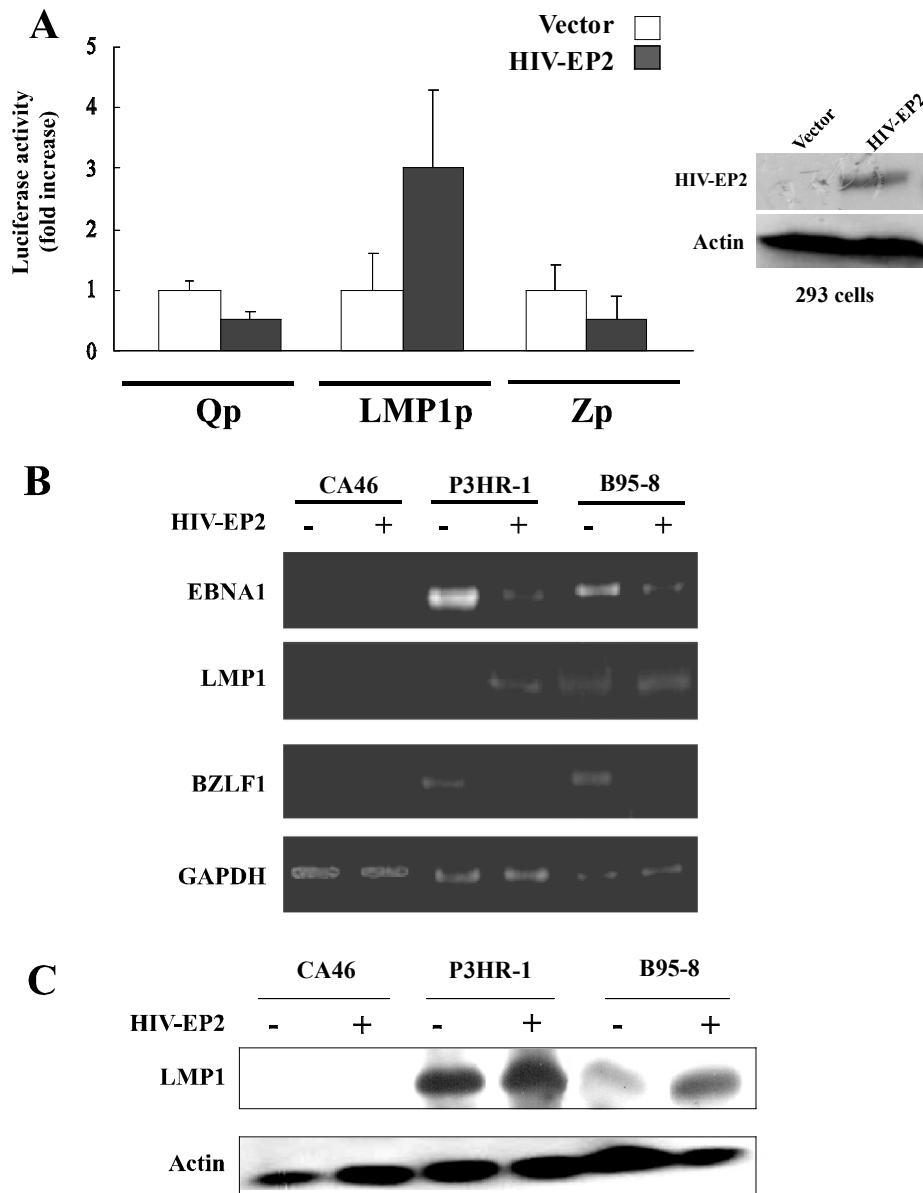 A
Vector
HIV-EP2
Luciferase activity
(fold increase)
5
4
3
2
1
0
Qp
LMP1p
Zp
Vector
HIV-EP2
HIV-EP2
Actin
293 cells
B
CA46
P3HR-1
B95-8
HIV-EP2
- + - + - +
EBNA1
LMP1
BZLF1
GAPDH
C
CA46
P3HR-1
B95-8
HIV-EP2
- + - + - +
LMP1
Actin